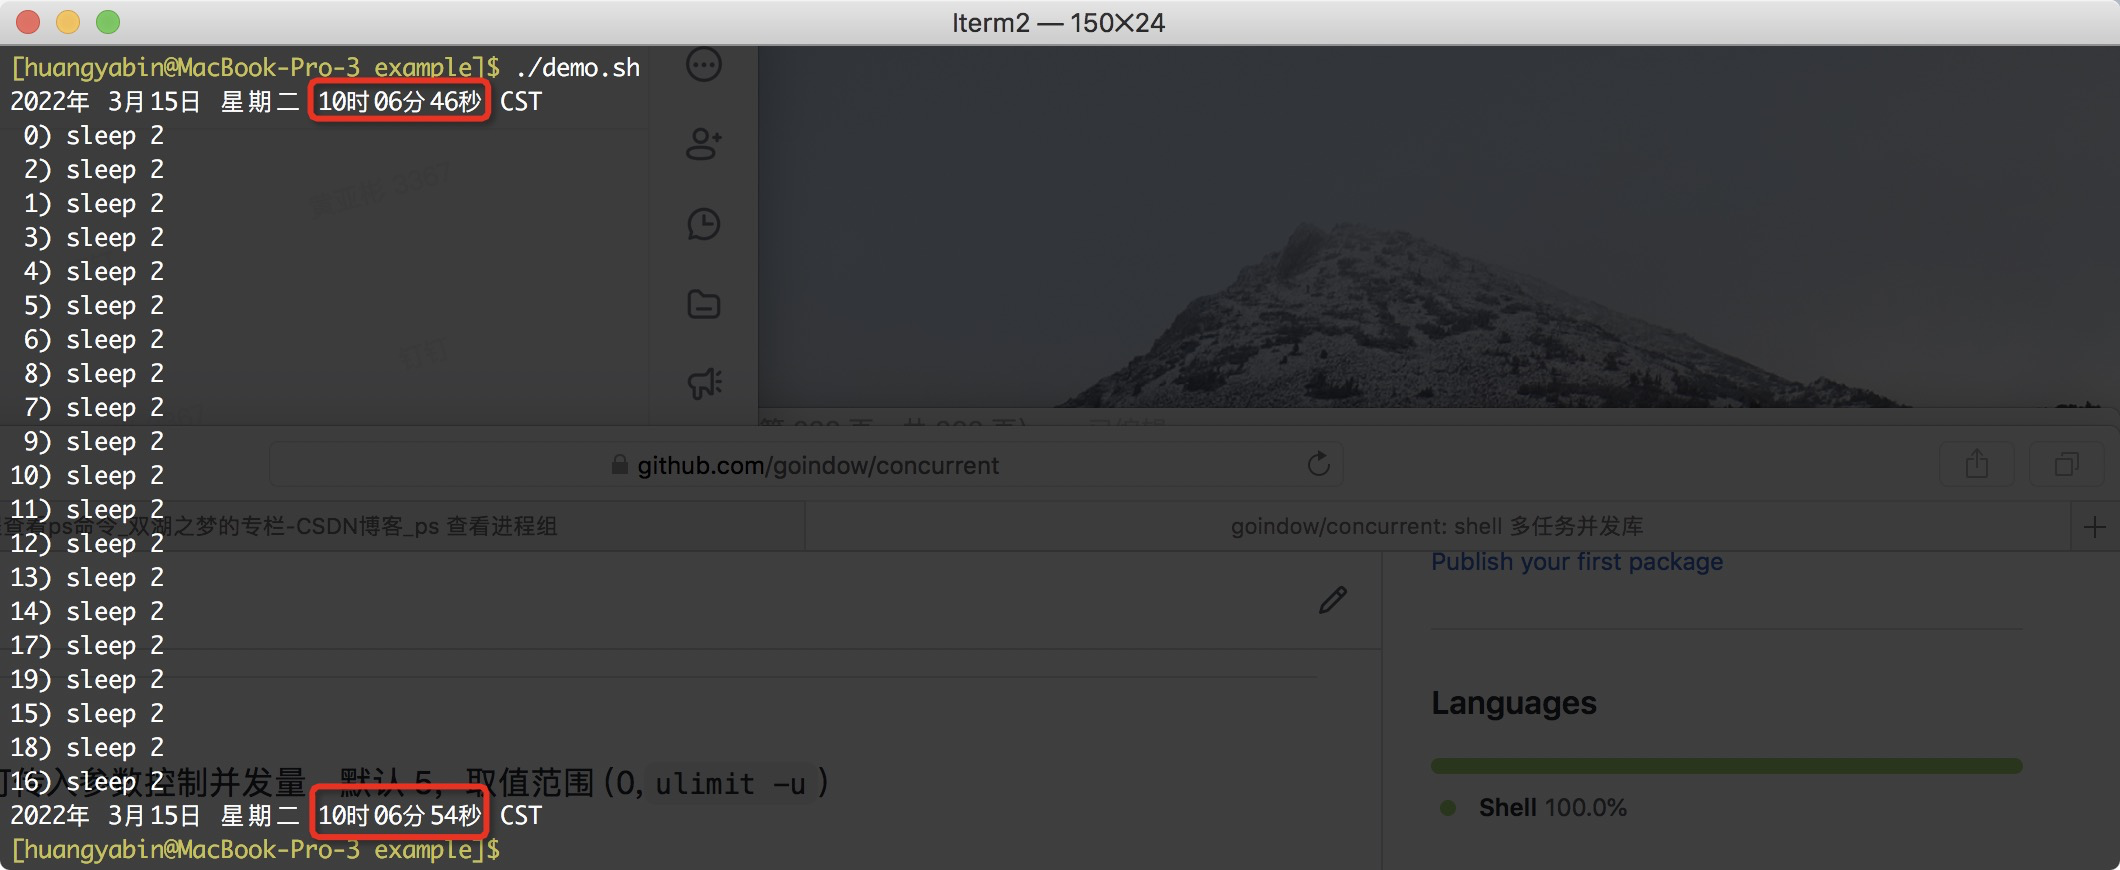 Iterm2 — 150✕24
[huangyabin@MacBook-Pro-3 example]$ ./demo.sh
2022年 3月15日 星期二 10时06分46秒 CST
0) sleep 2
2) sleep 2
1) sleep 2
3) sleep 2
4) sleep 2
5) sleep 2
6) sleep 2
8) sleep 2
7) sleep 2
9) sleep 2
10) sleep 2
11) sleep 2
12) sleep 2
13) sleep 2
14) sleep 2
17) sleep 2
19) sleep 2
15) sleep 2
18) sleep 2
16) sleep 2
2022年 3月15日 星期二 10时06分54秒 CST
[huangyabin@MacBook-Pro-3 example]$
github.com/goindow/concurrent
查看ps命令_双湖之梦的专栏-CSDN博客_ps 查看进程组
goindow/concurrent: shell 多任务并发库
Publish your first package
Languages
Shell 100.0%
传入参数控制并发量 默认 5，取值范围 (0, ulimit -u )